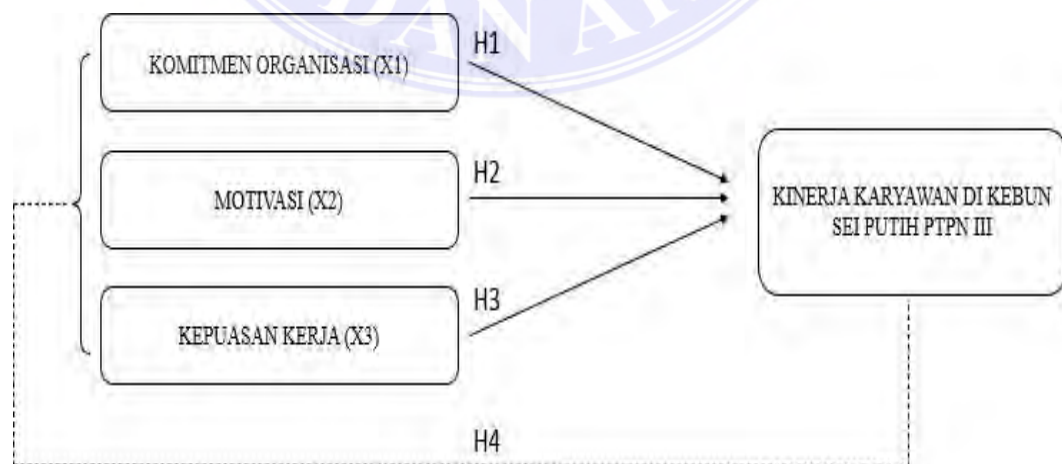 DAN A
H1
KOMITMEN ORGANISASI (X1)
H2
MOTIVASI (X2)
KINERJA KARYAWAN DI KEBUN
SEI PUTIH PTPN III
H3
KEPUASAN KERJA (X3)
H4